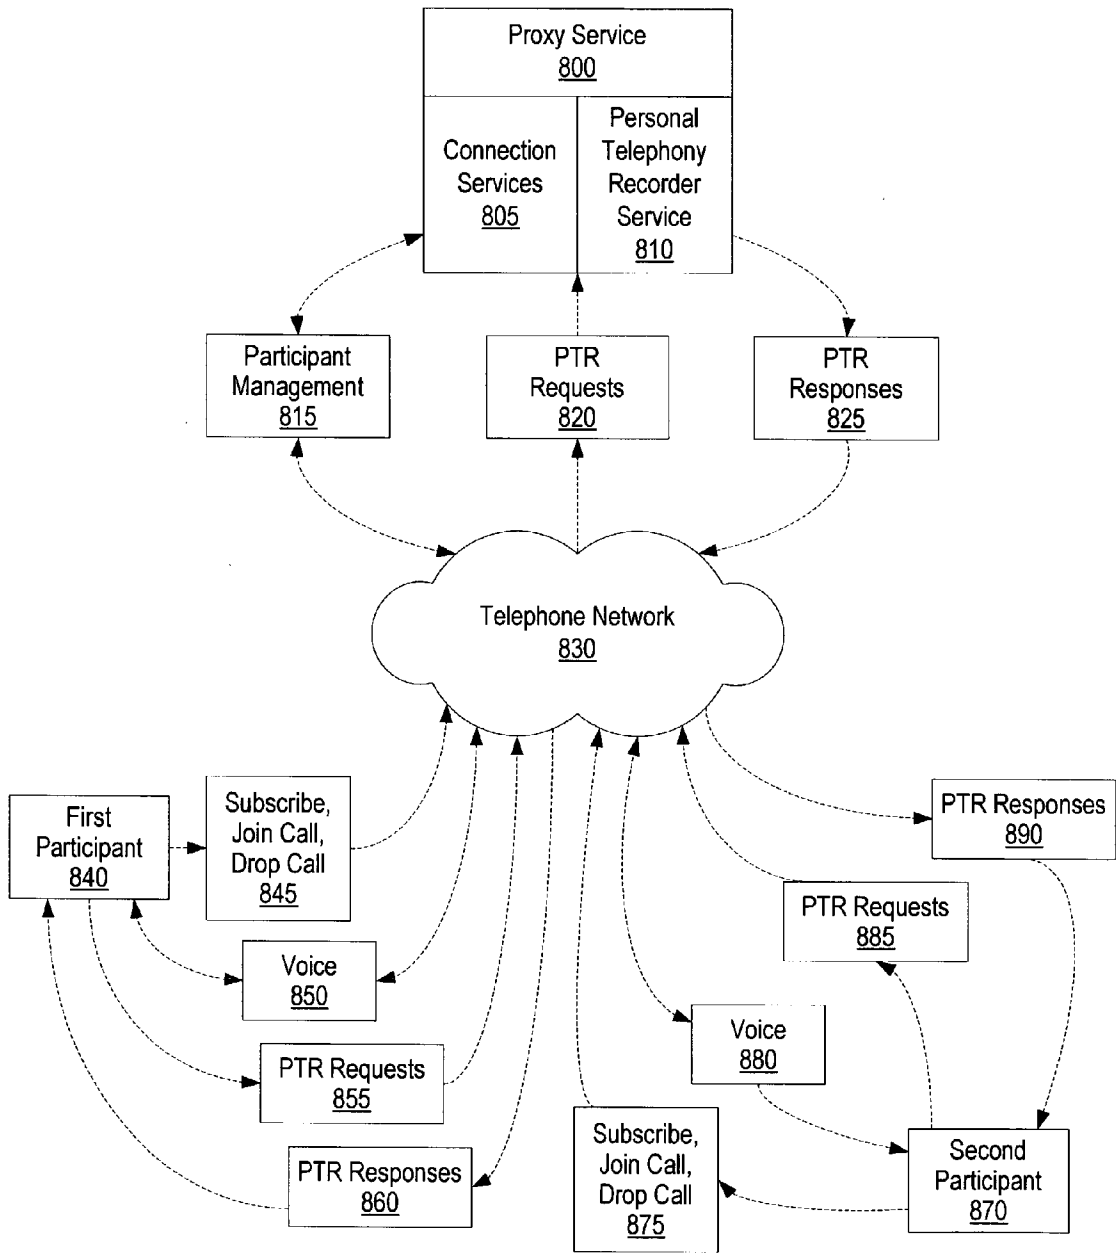 Proxy Service
800
Connection
Services
805
Personal
Telephony
Recorder
Service
810
Participant
Management
815
PTR
Requests
820
PTR
Responses
825
Telephone Network
830
First
Participant
840
Subscribe,
Join Call,
Drop Call
845
Voice
850
PTR Requests
855
PTR Responses
860
PTR Responses
890
PTR Requests
885
Voice
880
Subscribe,
Join Call,
Drop Call
875
Second
Participant
870